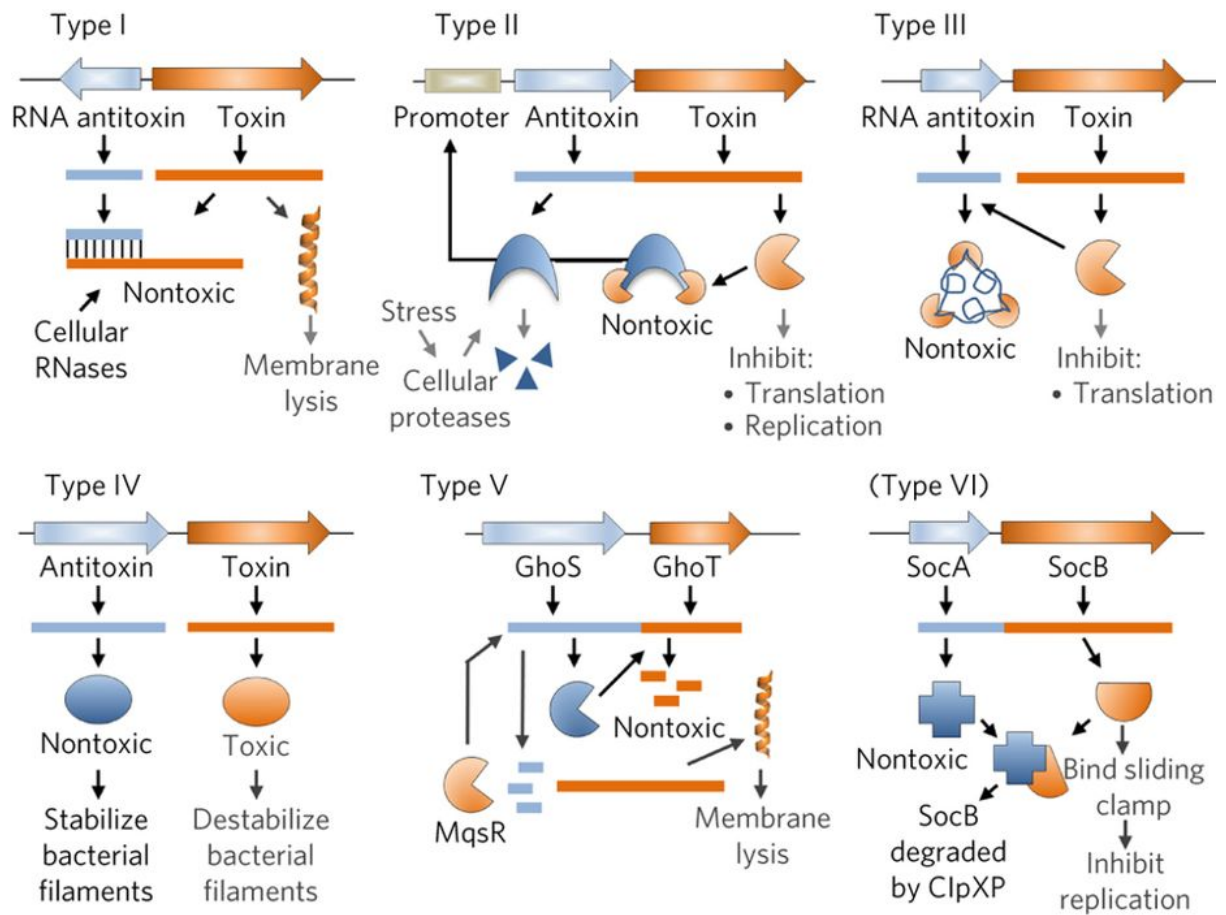 Type I
RNA antitoxin
Toxin
Nontoxic
Cellular
RNases
Membrane
lysis
Type II
Promoter
Antitoxin
Toxin
Stress
Cellular
proteases
Nontoxic
Inhibit:
• Translation
• Replication
Type III
RNA antitoxin
Toxin
Nontoxic
Inhibit:
• Translation
Type IV
Antitoxin
Toxin
Nontoxic
Toxic
Stabilize
bacterial
filaments
Destabilize
bacterial
filaments
Type V
GhoS
GhoT
Nontoxic
MqsR
Membrane
lysis
(Type VI)
SocA
SocB
Nontoxic
SocB
degraded
by ClpXP
Bind sliding
clamp
Inhibit
replication